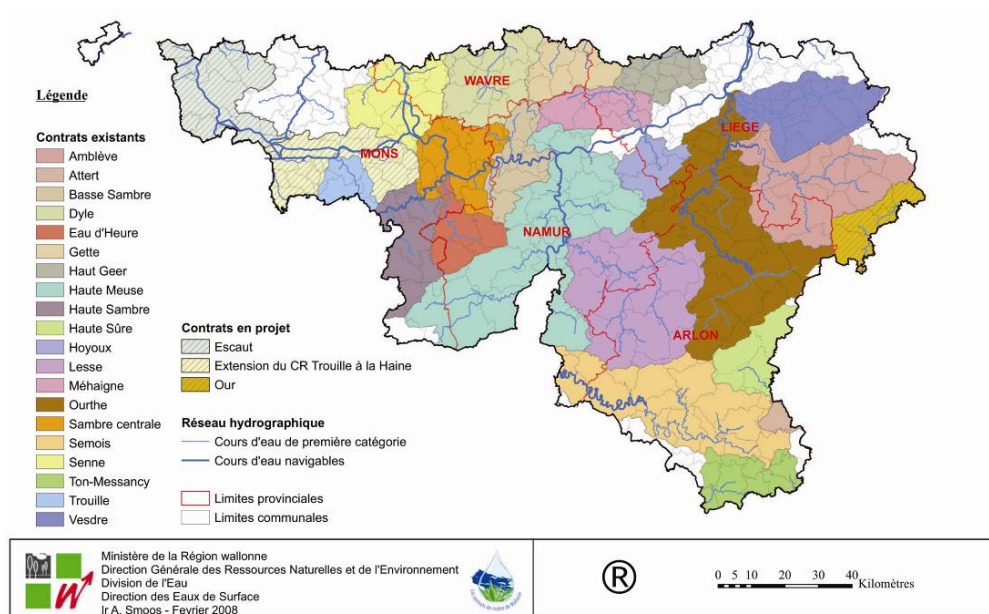 WAVRE
LIEGE
MONS
NAMUR
ARLON
Légende
Contrats existants
Amblève
Attert
Basse Sambre
Dyle
Eau d'Heure
Gette
Haut Geer
Haute Meuse
Haute Sambre
Haute Sûre
Hoyoux
Lesse
Méhaigne
Ourthe
Sambre centrale
Semois
Senne
Ton-Messancy
Trouille
Vesdre
Contrats en projet
Escaut
Extension du CR Trouille à la Haine
Our
Réseau hydrographique
Cours d'eau de première catégorie
Cours d'eau navigables
Limites provinciales
Limites communales
Ministère de la Région wallonne
Direction Générale des Ressources Naturelles et de l'Environnement
Division de l'Eau
Direction des Eaux de Surface
Ir A. Smoos - Fevrier 2008
®
0 5 10 20 30 40 Kilomètres